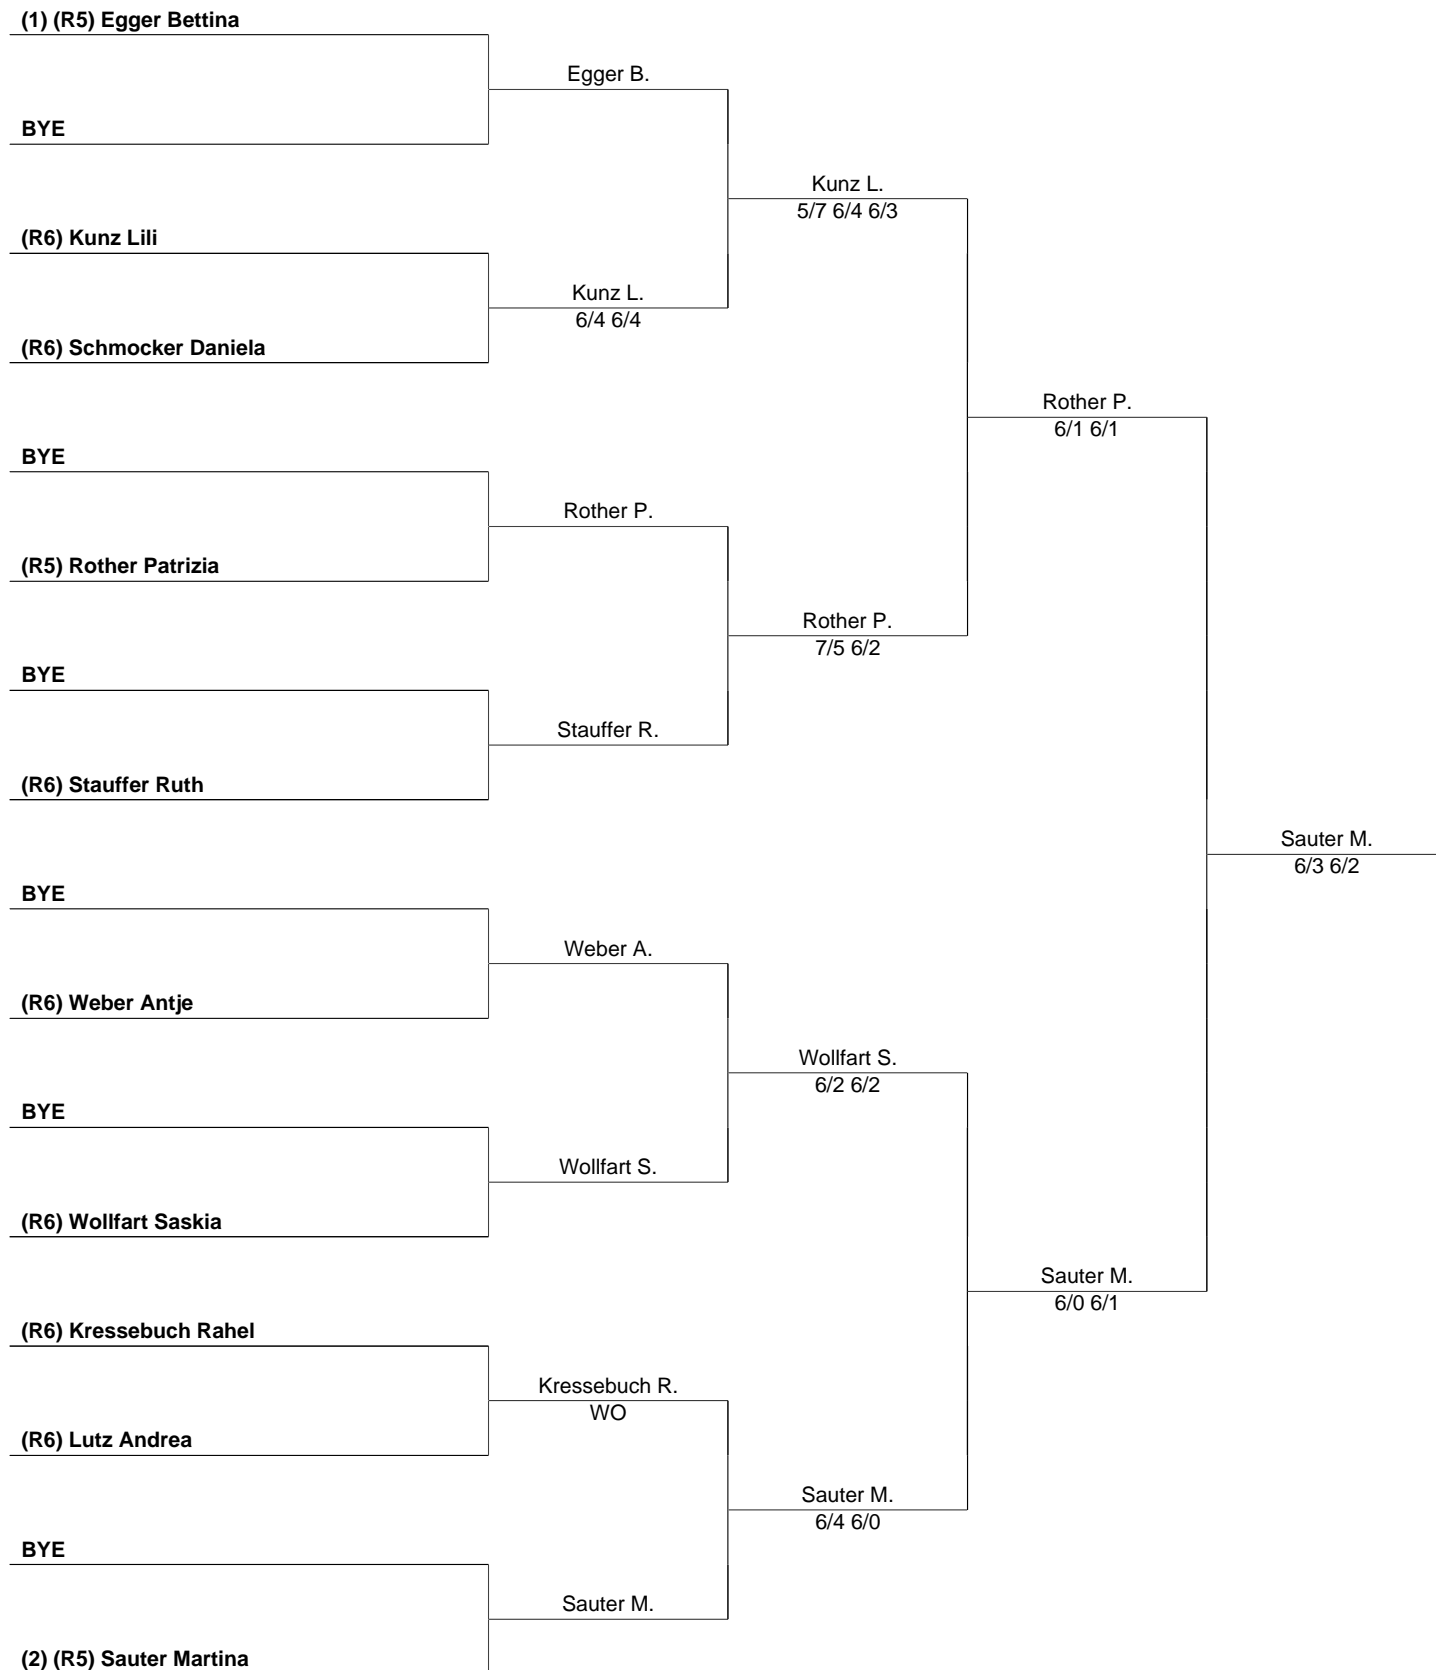 (1) (R5) Egger Bettina
Egger B.
BYE
Kunz L.
5/7 6/4 6/3
(R6) Kunz Lili
Kunz L.
6/4 6/4
(R6) Schmocker Daniela
Rother P.
6/1 6/1
BYE
Rother P.
(R5) Rother Patrizia
Rother P.
7/5 6/2
BYE
Stauffer R.
(R6) Stauffer Ruth
Sauter M.
6/3 6/2
BYE
Weber A.
(R6) Weber Antje
Wollfart S.
6/2 6/2
BYE
Wollfart S.
(R6) Wollfart Saskia
Sauter M.
6/0 6/1
(R6) Kressebuch Rahel
Kressebuch R.
WO
(R6) Lutz Andrea
Sauter M.
6/4 6/0
BYE
Sauter M.
(2) (R5) Sauter Martina